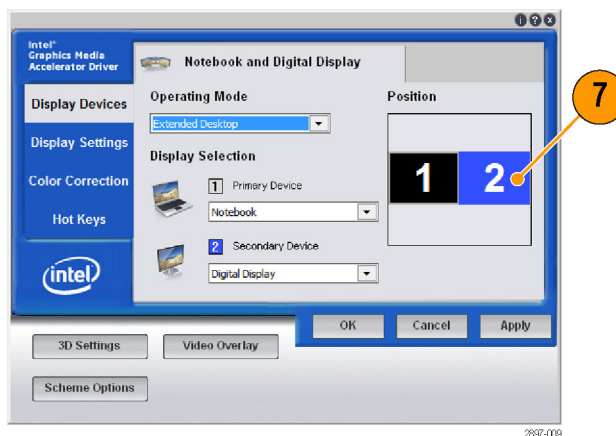 intel®
Graphics Media
Accelerator Driver
Notebook and Digital Display
Display Devices
Display Settings
Color Correction
Hot Keys
intel
Operating Mode
Extended Desktop
Display Selection
1 Primary Device
Notebook
2 Secondary Device
Digital Display
Position
1 2
7
OK Cancel Apply
3D Settings Video Overlay
Scheme Options
2897-009